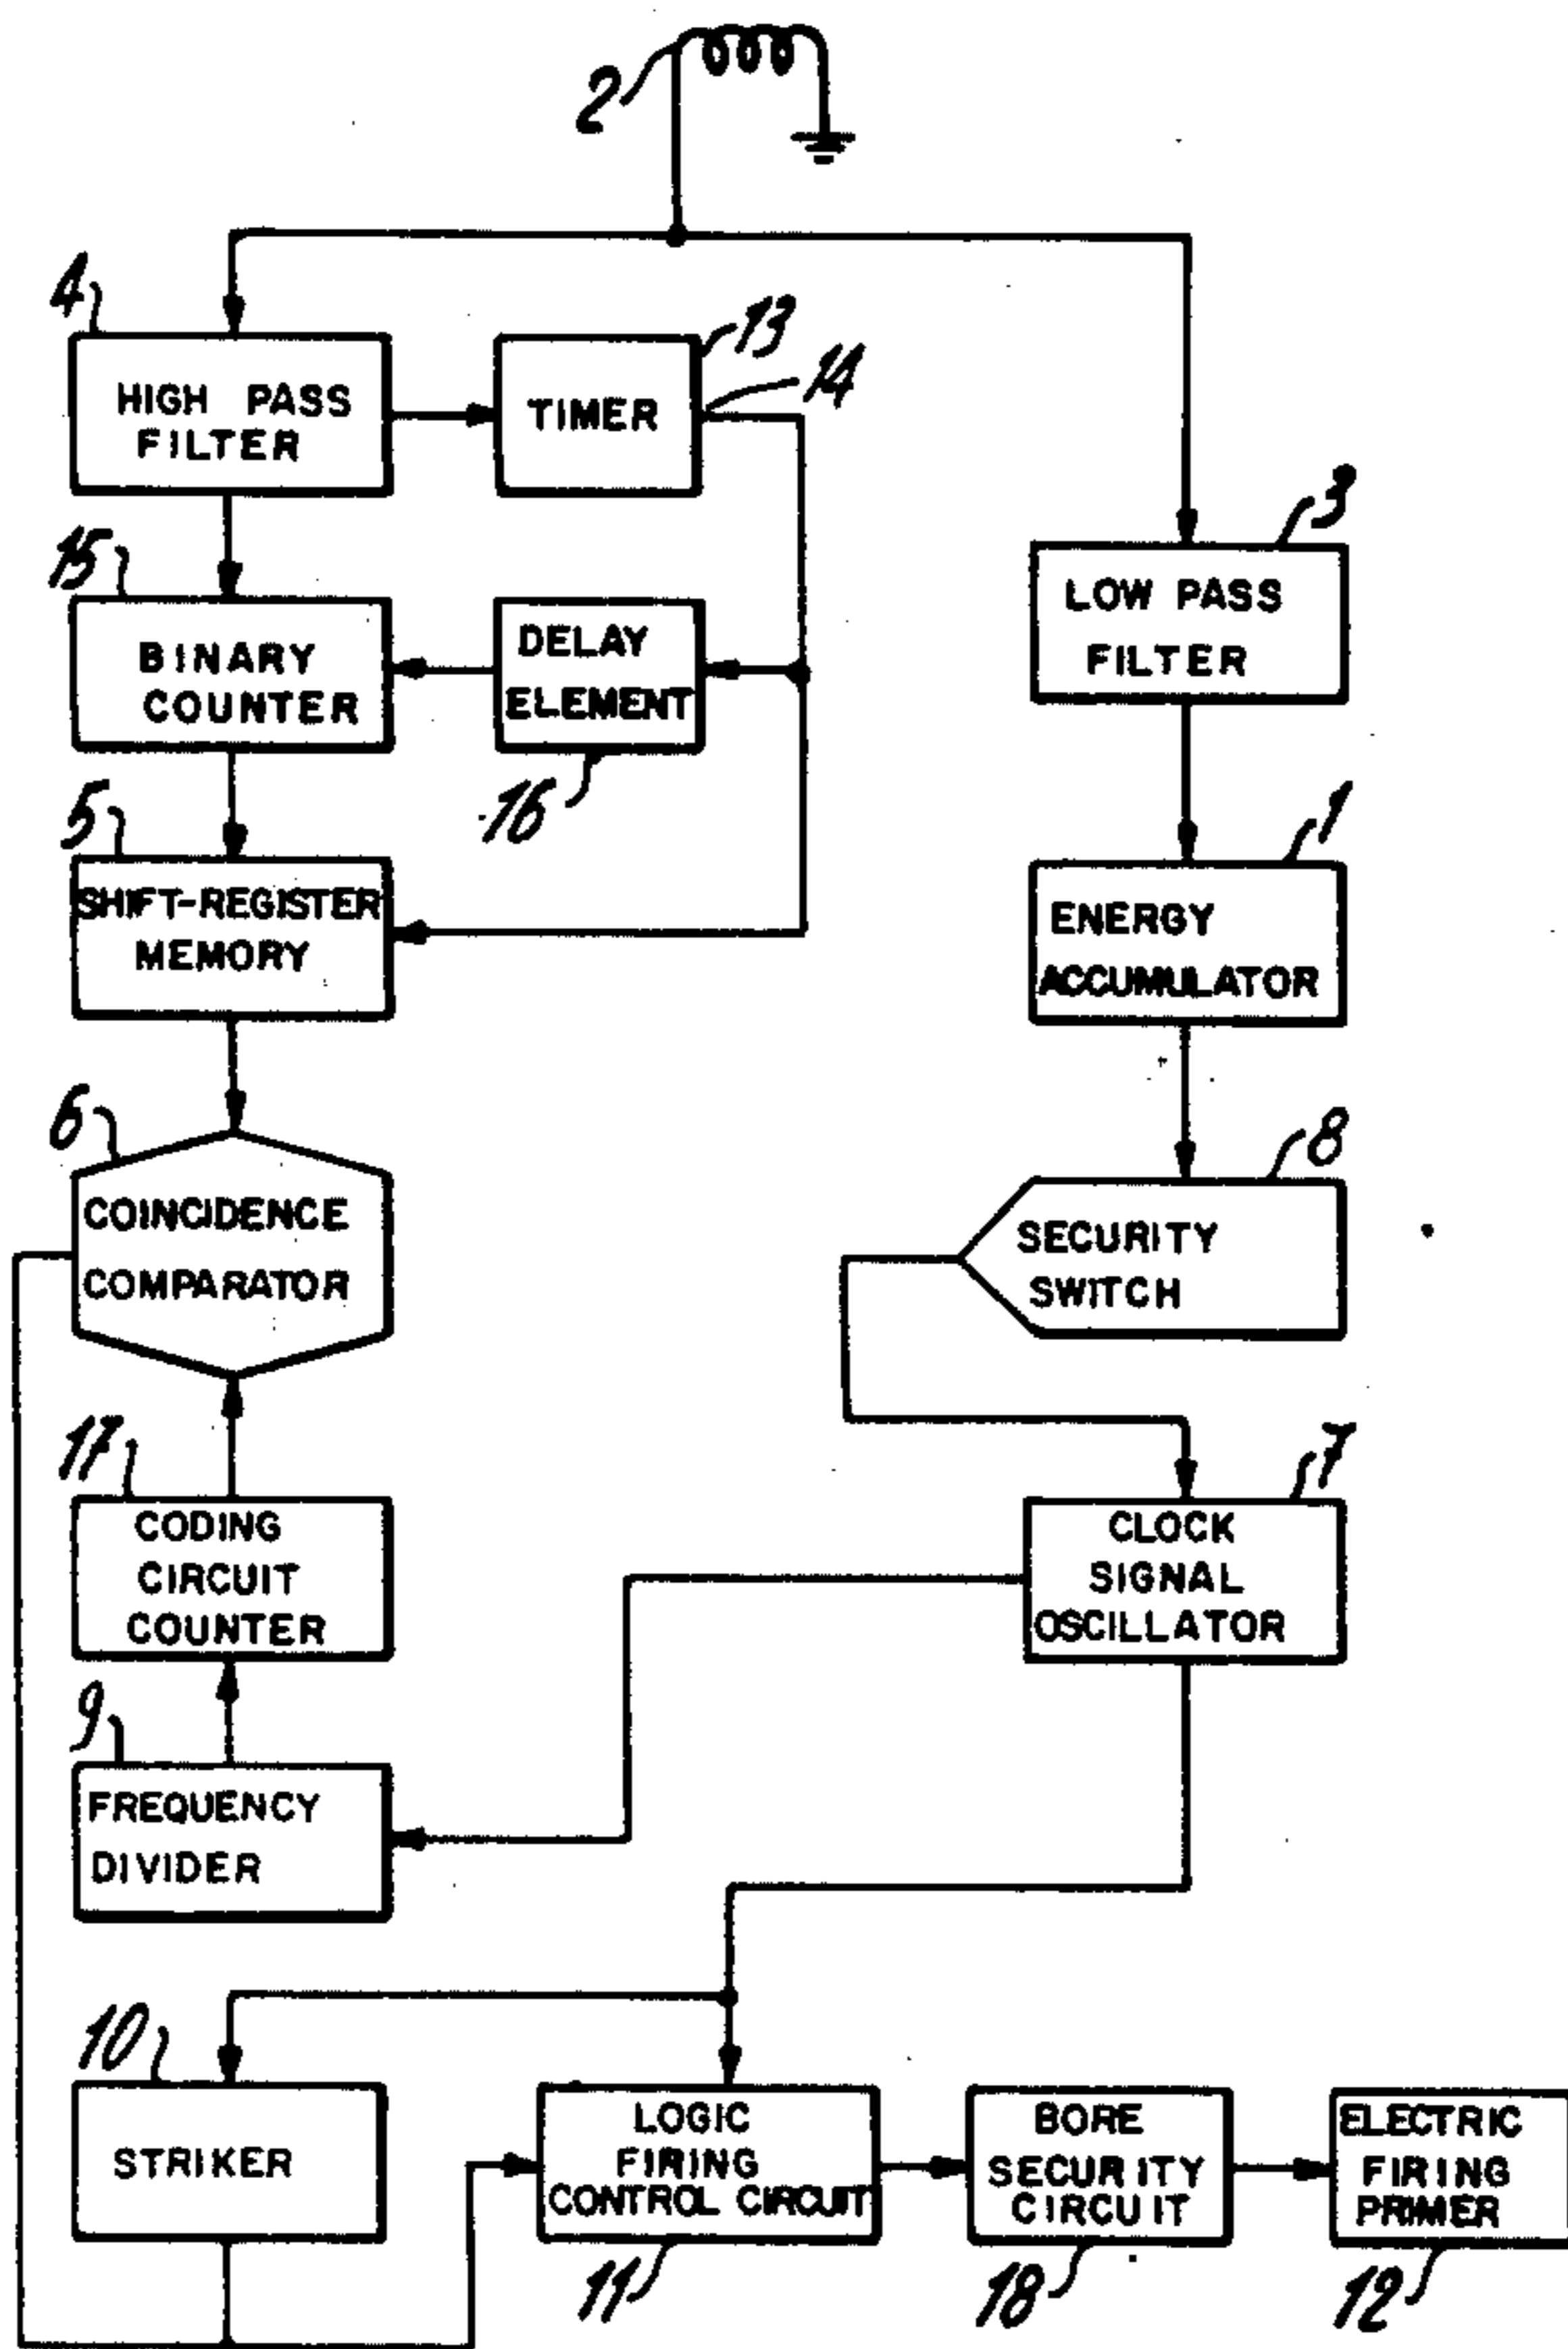 2
4
HIGH PASS
FILTER
13
TIMER
14
3
LOW PASS
FILTER
15
BINARY
COUNTER
DELAY
ELEMENT
16
5
SHIFT-REGISTER
MEMORY
1
ENERGY
ACCUMULATOR
6
COINCIDENCE
COMPARATOR
8
SECURITY
SWITCH
17
CODING
CIRCUIT
COUNTER
7
CLOCK
SIGNAL
OSCILLATOR
9
FREQUENCY
DIVIDER
10
STRIKER
LOGIC
FIRING
CONTROL CIRCUIT
11
BORE
SECURITY
CIRCUIT
18
ELECTRIC
FIRING
PRIMER
12